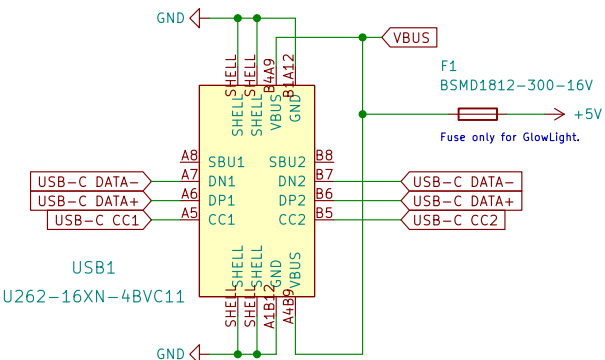 GND
VBUS
F1
BSMD1812-300-16V
+5V
Fuse only for GlowLight.
SHELL
SHELL
B4A9
B1A12
SHELL
SHELL
VBUS
GND
A8 SBU1 SBU2 B8
USB-C DATA- A7 DN1 DN2 B7 USB-C DATA-
USB-C DATA+ A6 DP1 DP2 B6 USB-C DATA+
USB-C CC1 A5 CC1 CC2 B5 USB-C CC2
SHELL
SHELL
GND
VBUS
USB1
U262-16XN-4BVC11
SHELL
SHELL
A1B12
A4B9
GND